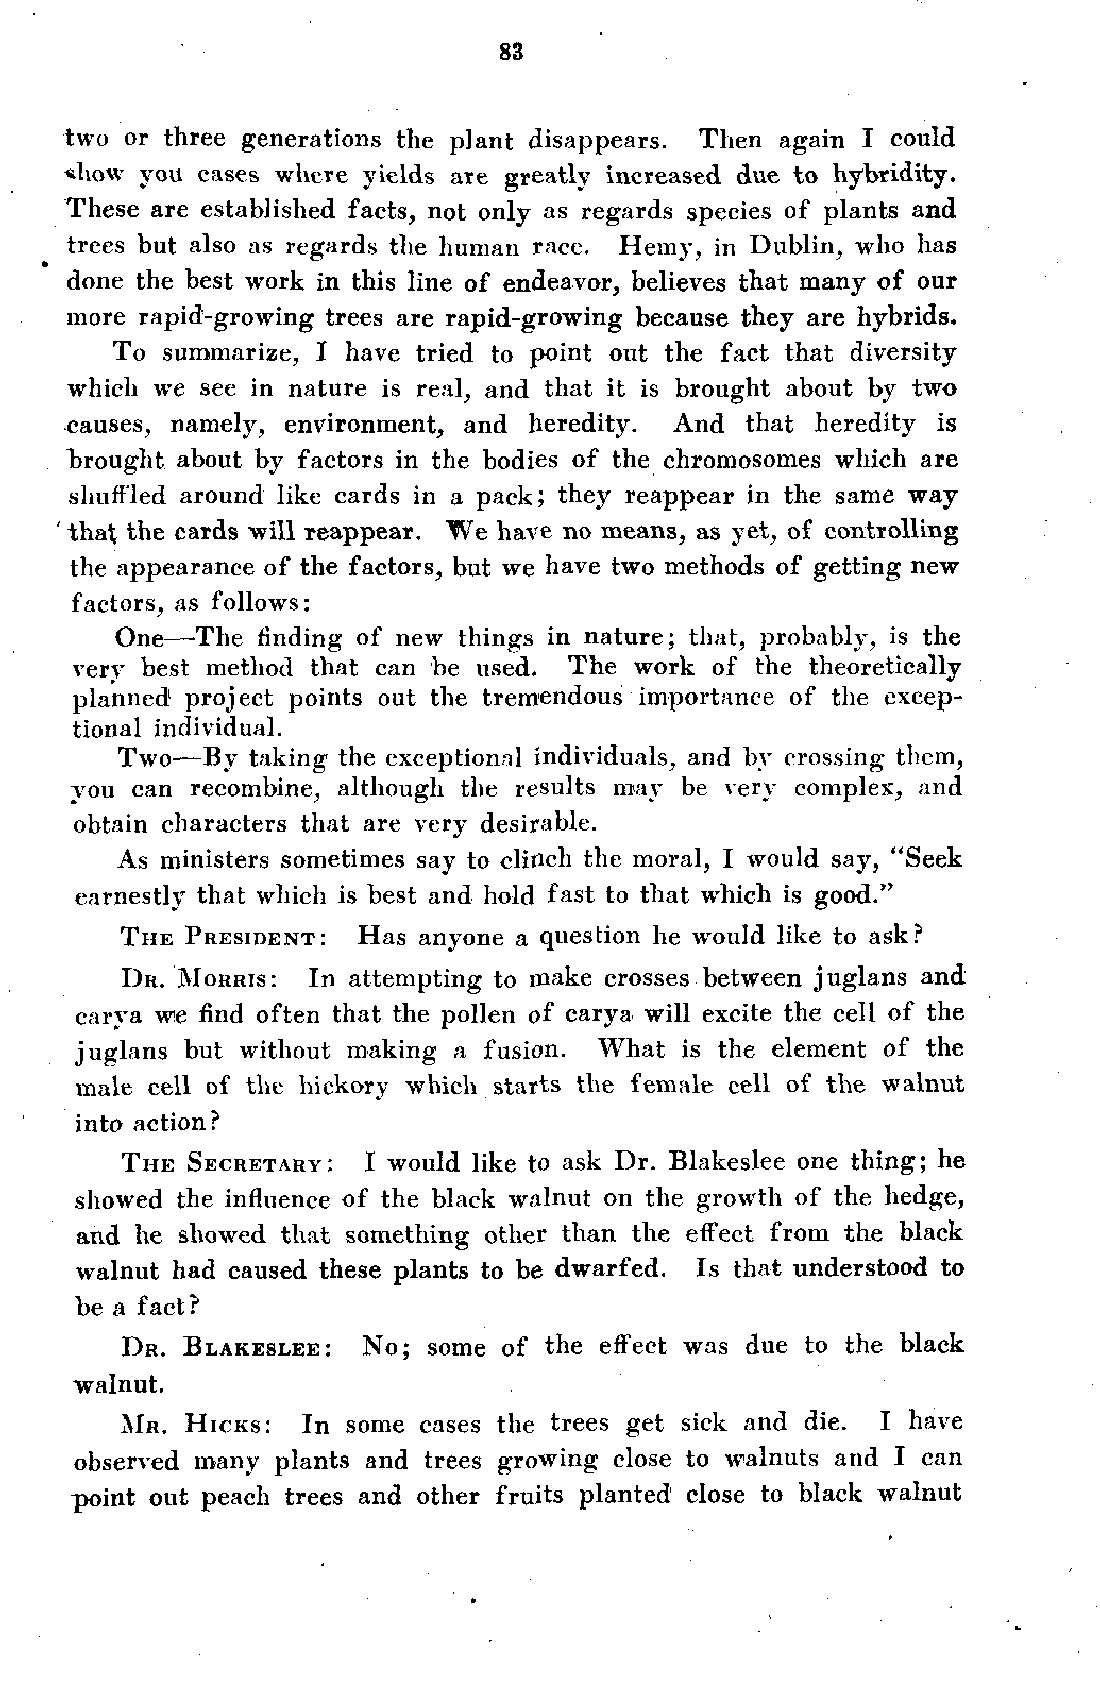 83
two or three generations the plant disappears. Then again I could
show you cases where yields are greatly increased due to hybridity.
These are established facts, not only as regards species of plants and
trees but also as regards the human race. Hemy, in Dublin, who has
done the best work in this line of endeavor, believes that many of our
more rapid-growing trees are rapid-growing because they are hybrids.
To summarize, I have tried to point out the fact that diversity
which we see in nature is real, and that it is brought about by two
causes, namely, environment, and heredity. And that heredity is
brought about by factors in the bodies of the chromosomes which are
shuffled around like cards in a pack; they reappear in the same way
that the cards will reappear. We have no means, as yet, of controlling
the appearance of the factors, but we have two methods of getting new
factors, as follows:
One—The finding of new things in nature; that, probably, is the
very best method that can be used. The work of the theoretically
planned project points out the tremendous importance of the excep-
tional individual.
Two—By taking the exceptional individuals, and by crossing them,
you can recombine, although the results may be very complex, and
obtain characters that are very desirable.
As ministers sometimes say to clinch the moral, I would say, "Seek
earnestly that which is best and hold fast to that which is good."
THE PRESIDENT: Has anyone a question he would like to ask?
DR. MORRIS: In attempting to make crosses between juglans and
carya we find often that the pollen of carya will excite the cell of the
juglans but without making a fusion. What is the element of the
male cell of the hickory which starts the female cell of the walnut
into action?
THE SECRETARY: I would like to ask Dr. Blakeslee one thing; he
showed the influence of the black walnut on the growth of the hedge,
and he showed that something other than the effect from the black
walnut had caused these plants to be dwarfed. Is that understood to
be a fact?
DR. BLAKESLEE: No; some of the effect was due to the black
walnut.
MR. HICKS: In some cases the trees get sick and die. I have
observed many plants and trees growing close to walnuts and I can
point out peach trees and other fruits planted close to black walnut